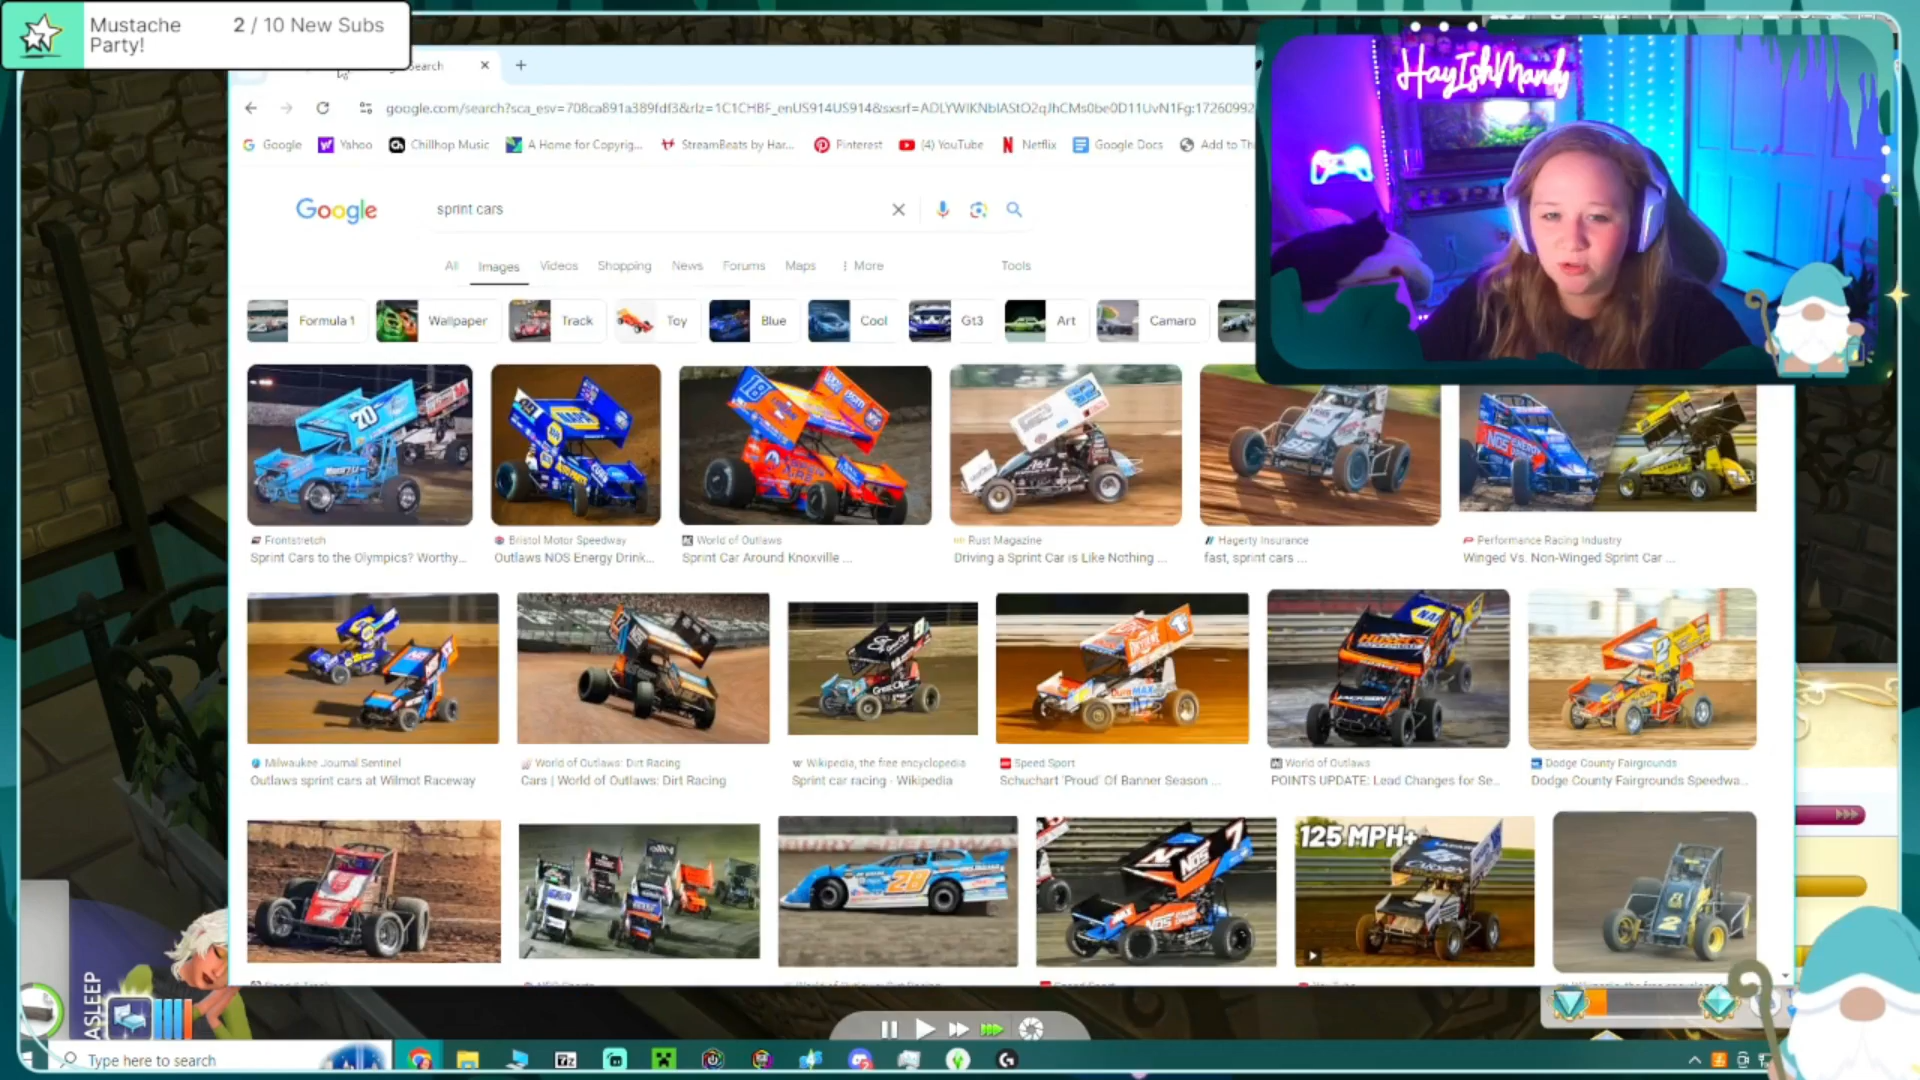 Mustache
Party!
2 / 10 New Subs
google.com/search?sca_esv=708ca891a389fdf3&rlz=1C1CHBF_enUS914US914&sxsrf=ADLYWIKNbIAStO2qJhCMs0be0D11UvN1Fg:17260992
Google
Yahoo
Chillhop Music
A Home for Copyrig...
StreamBeats by Har...
Pinterest
(4) YouTube
Netflix
Google Docs
Add to Th
HayIshMandy
Google
sprint cars
All
Images
Videos
Shopping
News
Forums
Maps
More
Tools
Formula 1
Wallpaper
Track
Toy
Blue
Cool
Gt3
Art
Camaro
70
18
Frontstretch
Sprint Cars to the Olympics? Worthy...
Bristol Motor Speedway
Outlaws NOS Energy Drink...
World of Outlaws
Sprint Car Around Knoxville ...
Rust Magazine
Driving a Sprint Car is Like Nothing ...
Hagerty Insurance
fast, sprint cars ...
Performance Racing Industry
Winged Vs. Non-Winged Sprint Car ...
Milwaukee Journal Sentinel
Outlaws sprint cars at Wilmot Raceway
World of Outlaws: Dirt Racing
Cars | World of Outlaws: Dirt Racing
Wikipedia, the free encyclopedia
Sprint car racing - Wikipedia
Speed Sport
Schuchart 'Proud' Of Banner Season ...
World of Outlaws
POINTS UPDATE: Lead Changes for Se...
Dodge County Fairgrounds
Dodge County Fairgrounds Speedwa...
28
7
NOS
125 MPH+
2
ASLEEP
Type here to search